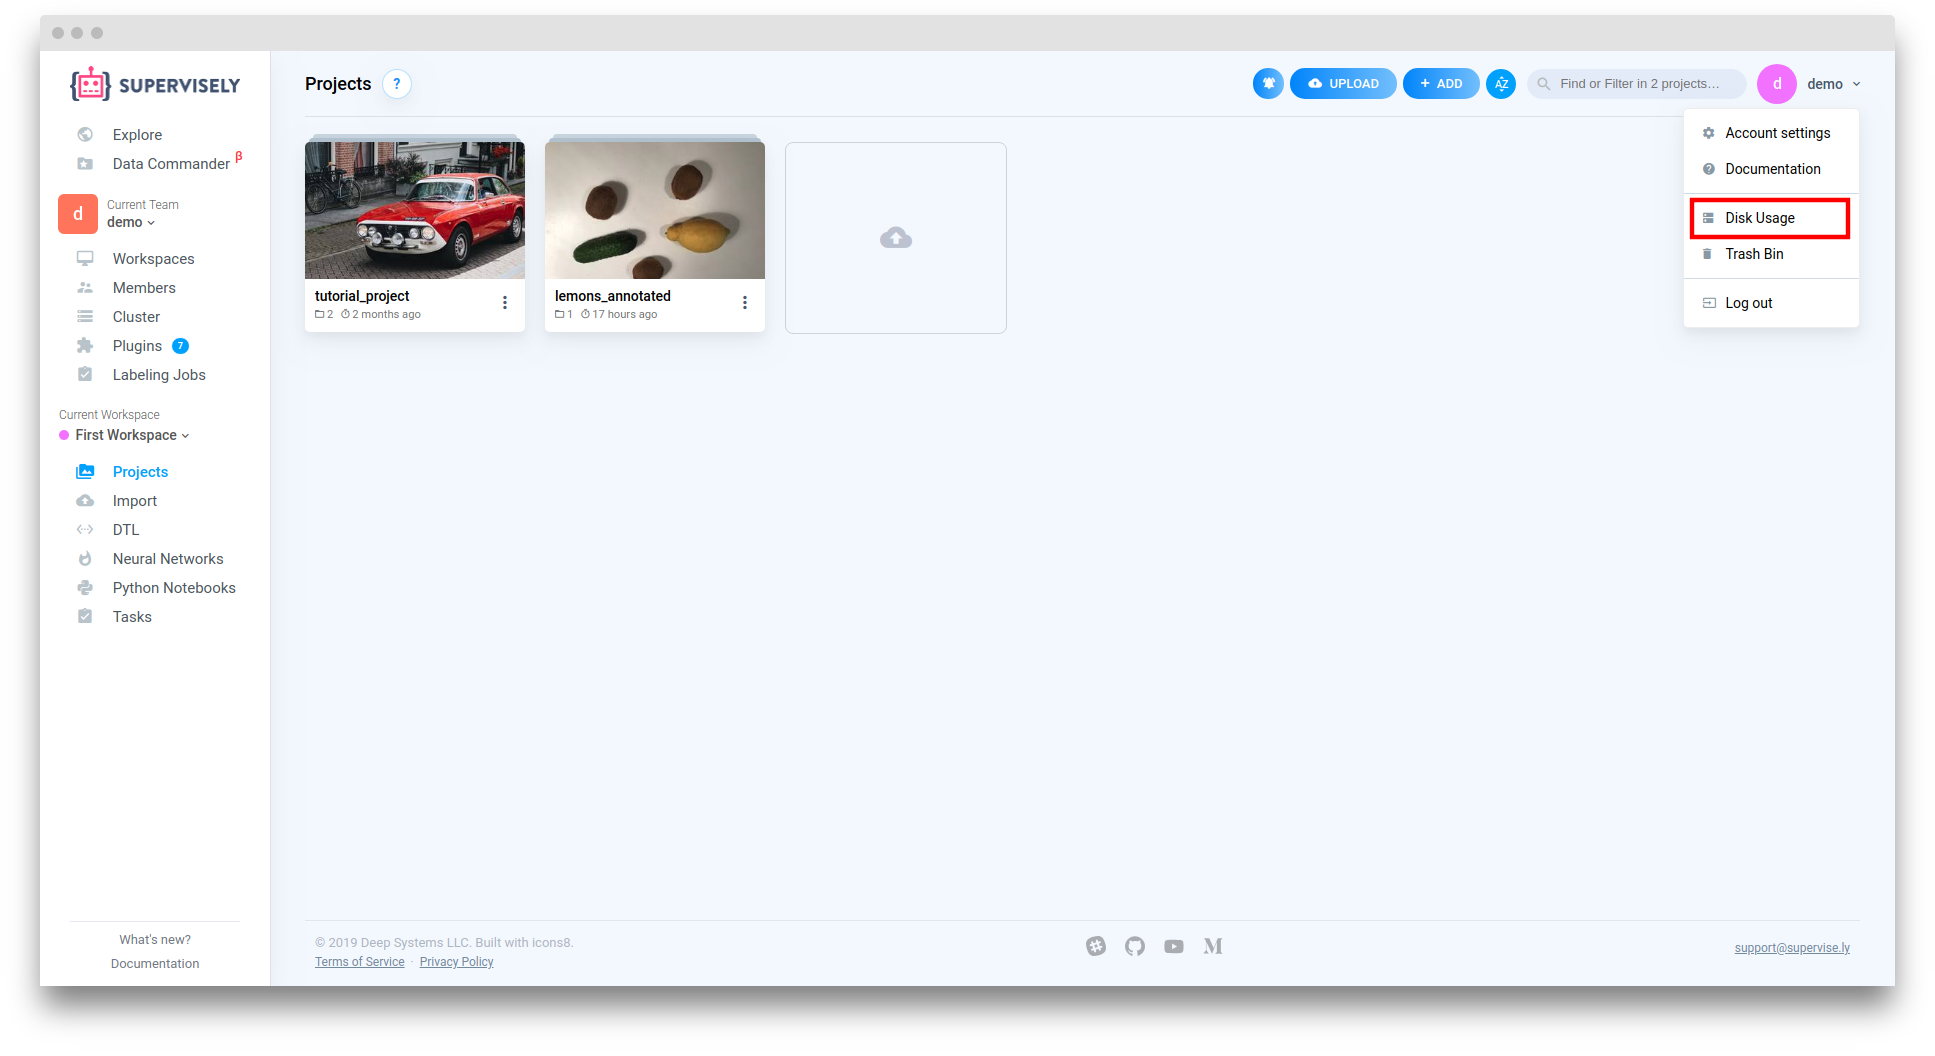 SUPERVISELY
Explore
Data Commander β
d
Current Team
demo
Workspaces
Members
Cluster
Plugins 7
Labeling Jobs
Current Workspace
First Workspace
Projects
Import
DTL
Neural Networks
Python Notebooks
Tasks
What's new?
Documentation
Projects ?
UPLOAD
+ ADD
AZ
Find or Filter in 2 projects…
d
demo
Account settings
Documentation
Disk Usage
Trash Bin
Log out
tutorial_project
2 2 months ago
lemons_annotated
1 17 hours ago
© 2019 Deep Systems LLC. Built with icons8.
Terms of Service · Privacy Policy
M
support@supervise.ly